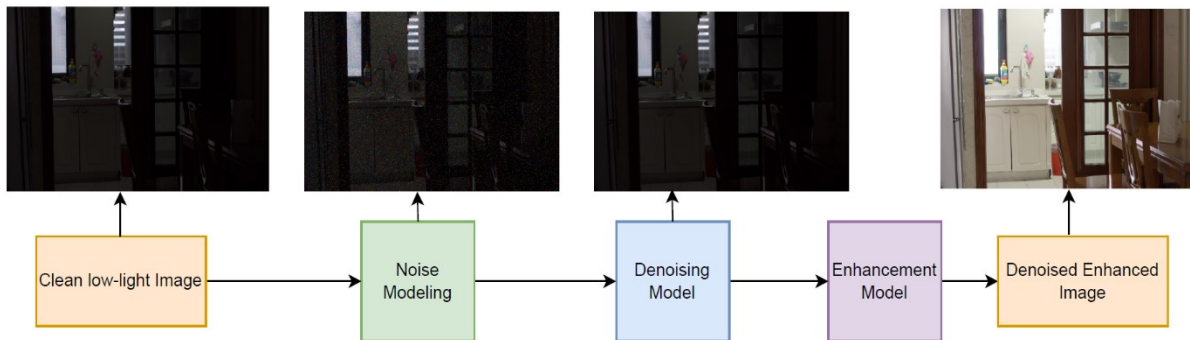 Clean low-light Image
Noise
Modeling
Denoising
Model
Enhancement
Model
Denoised Enhanced
Image